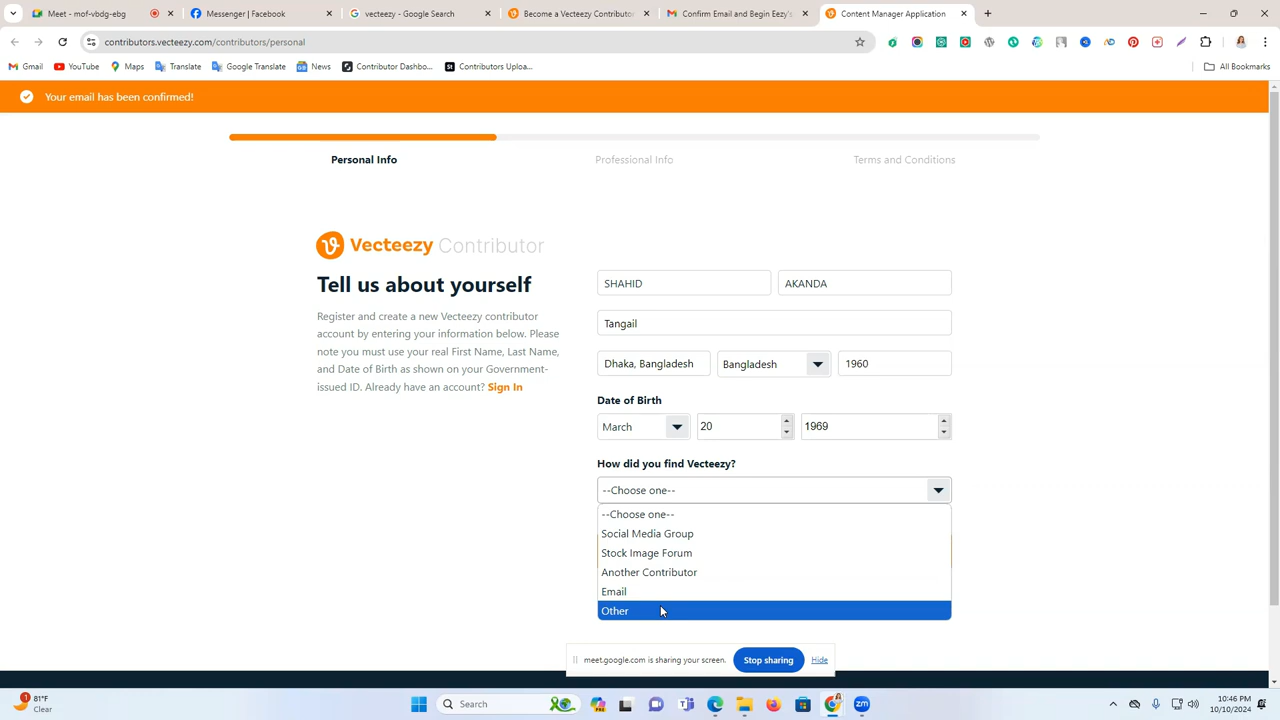 Meet - mof-vbdg-ebg
Messenger | Facebook
vecteezy - Google Search
Become a Vecteezy Contributor
Confirm Email and Begin Eezy's
Content Manager Application
contributors.vecteezy.com/contributors/personal
Gmail
YouTube
Maps
Translate
Google Translate
News
Contributor Dashbo...
Contributors Uploa...
All Bookmarks
Your email has been confirmed!
Personal Info
Professional Info
Terms and Conditions
Vecteezy Contributor
Tell us about yourself
Register and create a new Vecteezy contributor
account by entering your information below. Please
note you must use your real First Name, Last Name,
and Date of Birth as shown on your Government-
issued ID. Already have an account? Sign In
SHAHID
AKANDA
Tangail
Dhaka, Bangladesh
Bangladesh
1960
Date of Birth
March
20
1969
How did you find Vecteezy?
--Choose one--
--Choose one--
Social Media Group
Stock Image Forum
Another Contributor
Email
Other
meet.google.com is sharing your screen.
Stop sharing
Hide
81°F
Clear
Search
10:46 PM
10/10/2024